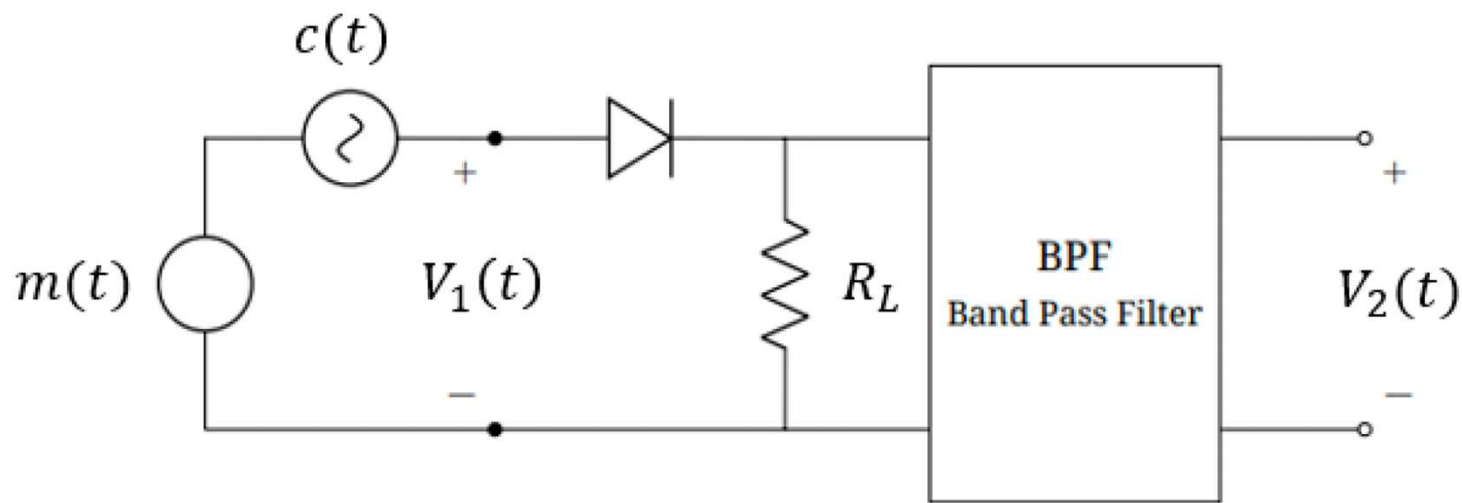 c(t)
+
m(t)
V₁(t)
−
R_L
BPF
Band Pass Filter
+
V₂(t)
−